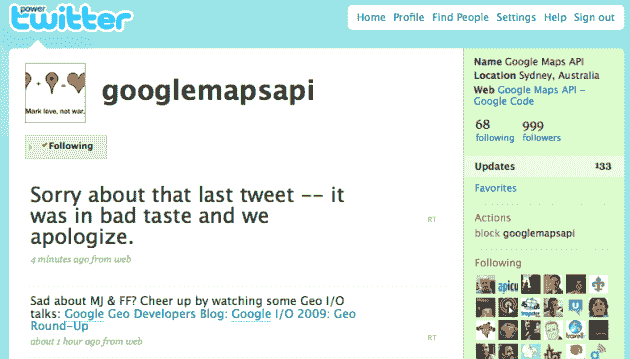 power
twitter
Home Profile Find People Settings Help Sign out
Mark love, not war.
googlemapsapi
Following
Sorry about that last tweet -- it
was in bad taste and we
apologize.
4 minutes ago from web
RT
Sad about MJ & FF? Cheer up by watching some Geo I/O
talks: Google Geo Developers Blog: Google I/O 2009: Geo
Round-Up
about 1 hour ago from web
RT
Name Google Maps API
Location Sydney, Australia
Web Google Maps API -
Google Code
68 999
following followers
Updates 133
Favorites
Actions
block googlemapsapi
Following
apicu